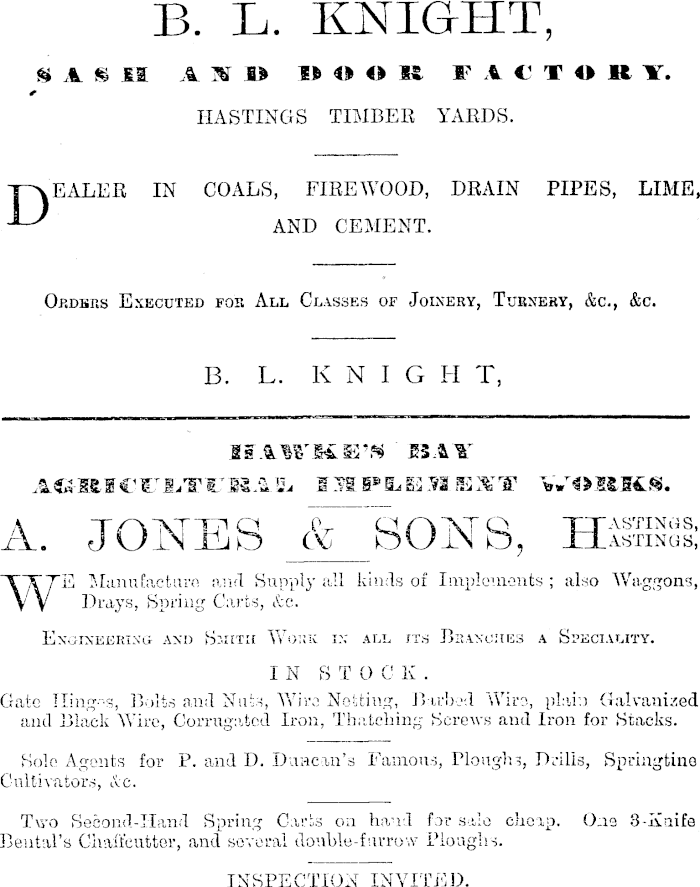 B. L. KNIGHT,
SASH AND DOOR FACTORY.
HASTINGS TIMBER YARDS.
DEALER IN COALS, FIREWOOD, DRAIN PIPES, LIME,
AND CEMENT.
ORDERS EXECUTED FOR ALL CLASSES OF JOINERY, TURNERY, &c., &c.
B. L. KNIGHT,
HAWKE'S BAY
AGRICULTURAL IMPLEMENT WORKS.
A. JONES & SONS, HASTINGS,
HASTINGS,
WE Manufacture and Supply all kinds of Implements; also Waggons,
Drays, Spring Carts, &c.
ENGINEERING AND SMITH WORK IN ALL ITS BRANCHES A SPECIALITY.
IN STOCK.
Gate Hinges, Bolts and Nuts, Wire Netting, Barbed Wire, plain Galvanized
and Black Wire, Corrugated Iron, Thatching Screws and Iron for Stacks.
Sole Agents for P. and D. Duncan's Famous, Ploughs, Drills, Springtine
Cultivators, &c.
Two Second-Hand Spring Carts on hand for sale cheap. One 3-Knife
Bental's Chaffcutter, and several double-furrow Ploughs.
INSPECTION INVITED.